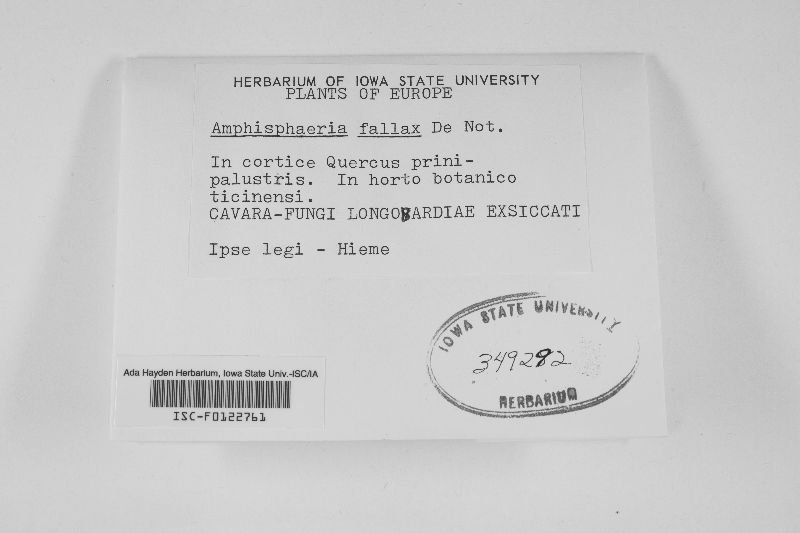 HERBARIUM OF IOWA STATE UNIVERSITY
PLANTS OF EUROPE
Amphisphaeria fallax De Not.
In cortice Quercus prini-
palustris. In horto botanico
ticinensi.
CAVARA-FUNGI LONGOBARDIAE EXSICCATI
Ipse legi - Hieme
IOWA STATE UNIVERSITY
349292
HERBARIUM
Ada Hayden Herbarium, Iowa State Univ.-ISC/IA
ISC-F0122761